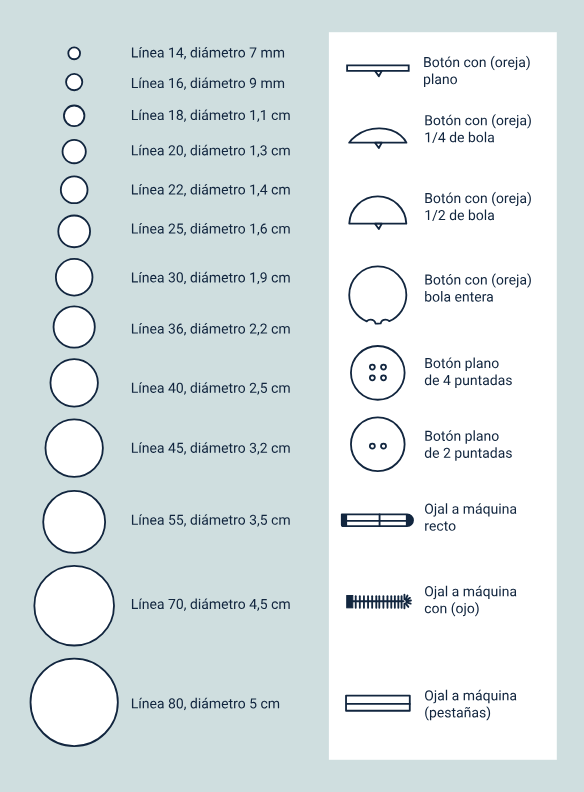 Línea 14, diámetro 7 mm
Línea 16, diámetro 9 mm
Línea 18, diámetro 1,1 cm
Línea 20, diámetro 1,3 cm
Línea 22, diámetro 1,4 cm
Línea 25, diámetro 1,6 cm
Línea 30, diámetro 1,9 cm
Línea 36, diámetro 2,2 cm
Línea 40, diámetro 2,5 cm
Línea 45, diámetro 3,2 cm
Línea 55, diámetro 3,5 cm
Línea 70, diámetro 4,5 cm
Línea 80, diámetro 5 cm
Botón con (oreja)
plano
Botón con (oreja)
1/4 de bola
Botón con (oreja)
1/2 de bola
Botón con (oreja)
bola entera
Botón plano
de 4 puntadas
Botón plano
de 2 puntadas
Ojal a máquina
recto
Ojal a máquina
con (ojo)
Ojal a máquina
(pestañas)